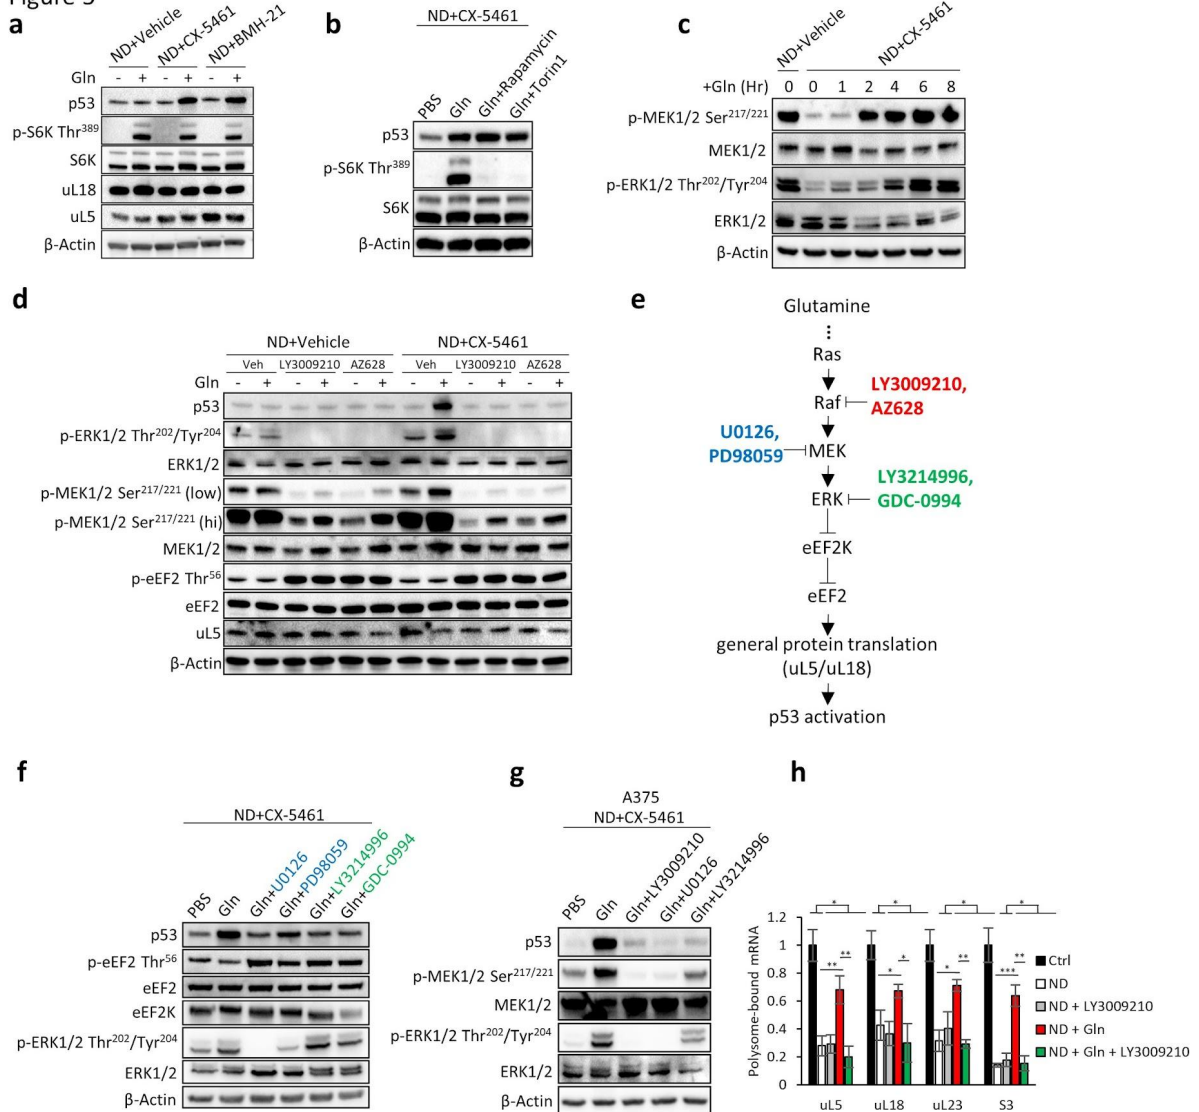 Figure 5
a
ND+Vehicle
ND+CX-5461
ND+BMH-21
Gln - + - + - +
p53
p-S6K Thr³⁸⁹
S6K
uL18
uL5
β-Actin
b
ND+CX-5461
PBS
Gln
Gln+Rapamycin
Gln+Torin1
p53
p-S6K Thr³⁸⁹
S6K
β-Actin
c
ND+Vehicle
ND+CX-5461
+Gln (Hr) 0 0 1 2 4 6 8
p-MEK1/2 Ser²¹⁷/²²¹
MEK1/2
p-ERK1/2 Thr²⁰²/Tyr²⁰⁴
ERK1/2
β-Actin
d
ND+Vehicle ND+CX-5461
Veh LY3009210 AZ628 Veh LY3009210 AZ628
Gln - + - + - + - + - + - +
p53
p-ERK1/2 Thr²⁰²/Tyr²⁰⁴
ERK1/2
p-MEK1/2 Ser²¹⁷/²²¹ (low)
p-MEK1/2 Ser²¹⁷/²²¹ (hi)
MEK1/2
p-eEF2 Thr⁵⁶
eEF2
uL5
β-Actin
e
Glutamine
Ras
Raf
LY3009210,
AZ628
U0126,
PD98059
MEK
ERK
LY3214996,
GDC-0994
eEF2K
eEF2
general protein translation
(uL5/uL18)
p53 activation
f
ND+CX-5461
PBS
Gln
Gln+U0126
Gln+PD98059
Gln+LY3214996
Gln+GDC-0994
p53
p-eEF2 Thr⁵⁶
eEF2
eEF2K
p-ERK1/2 Thr²⁰²/Tyr²⁰⁴
ERK1/2
β-Actin
g
A375
ND+CX-5461
PBS
Gln
Gln+LY3009210
Gln+U0126
Gln+LY3214996
p53
p-MEK1/2 Ser²¹⁷/²²¹
MEK1/2
p-ERK1/2 Thr²⁰²/Tyr²⁰⁴
ERK1/2
β-Actin
h
Polysome-bound mRNA
1.2
1
0.8
0.6
0.4
0.2
0
* * * *
** ** * * * ** *** **
uL5 uL18 uL23 S3
Ctrl
ND
ND + LY3009210
ND + Gln
ND + Gln + LY3009210